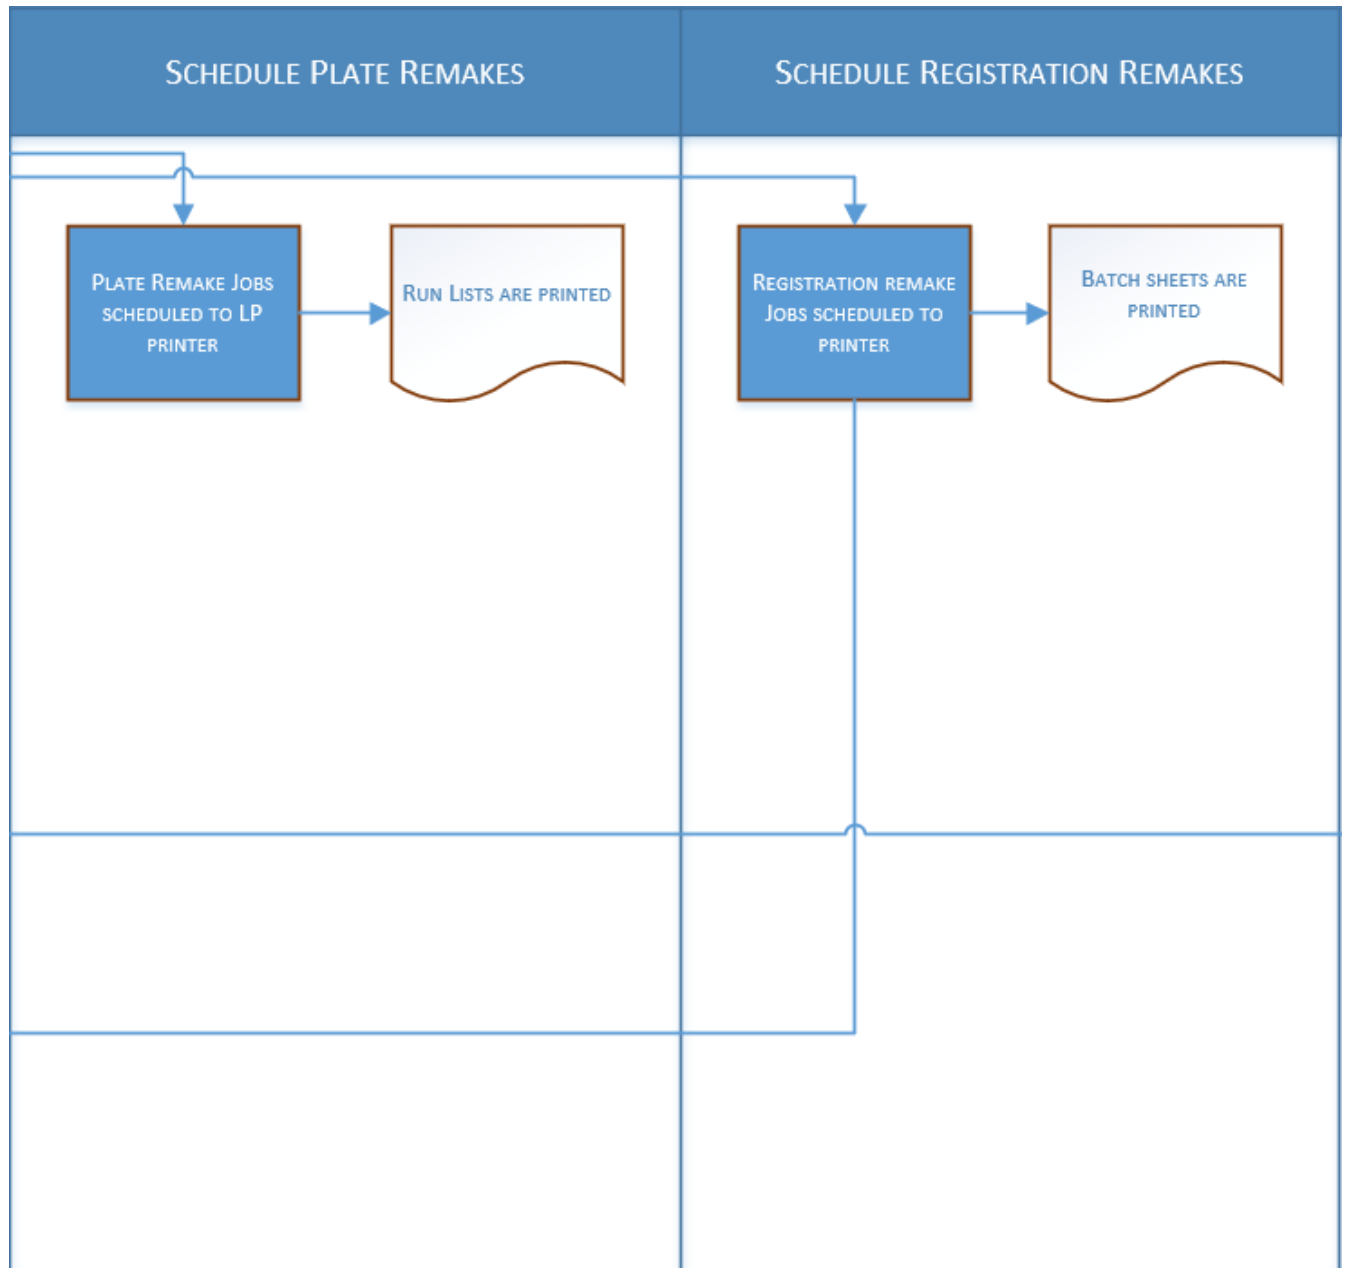 SCHEDULE PLATE REMAKES
SCHEDULE REGISTRATION REMAKES
PLATE REMAKE JOBS
SCHEDULED TO LP
PRINTER
RUN LISTS ARE PRINTED
REGISTRATION REMAKE
JOBS SCHEDULED TO
PRINTER
BATCH SHEETS ARE
PRINTED